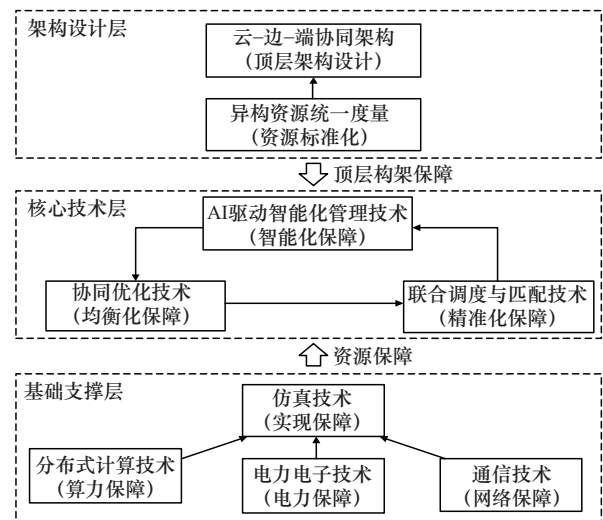 架构设计层
云–边–端协同架构
（顶层架构设计）
异构资源统一度量
（资源标准化）
顶层构架保障
核心技术层
AI驱动智能化管理技术
（智能化保障）
协同优化技术
（均衡化保障）
联合调度与匹配技术
（精准化保障）
资源保障
基础支撑层
仿真技术
（实现保障）
分布式计算技术
（算力保障）
电力电子技术
（电力保障）
通信技术
（网络保障）